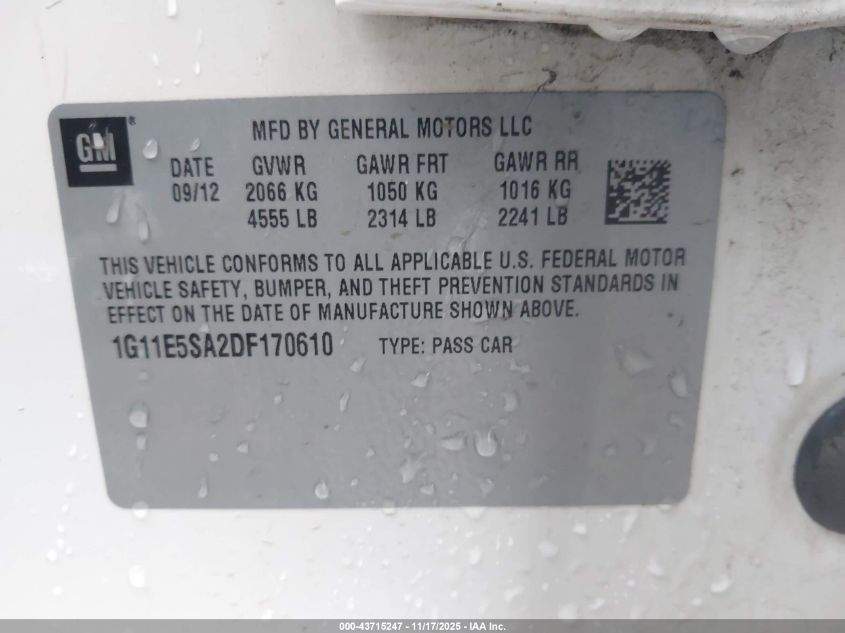 GM ®
MFD BY GENERAL MOTORS LLC
DATE GVWR GAWR FRT GAWR RR
09/12 2066 KG 1050 KG 1016 KG
4555 LB 2314 LB 2241 LB
THIS VEHICLE CONFORMS TO ALL APPLICABLE U.S. FEDERAL MOTOR
VEHICLE SAFETY, BUMPER, AND THEFT PREVENTION STANDARDS IN
EFFECT ON THE DATE OF MANUFACTURE SHOWN ABOVE.
1G11E5SA2DF170610 TYPE: PASS CAR
000-43715247 - 11/17/2025 - IAA Inc.